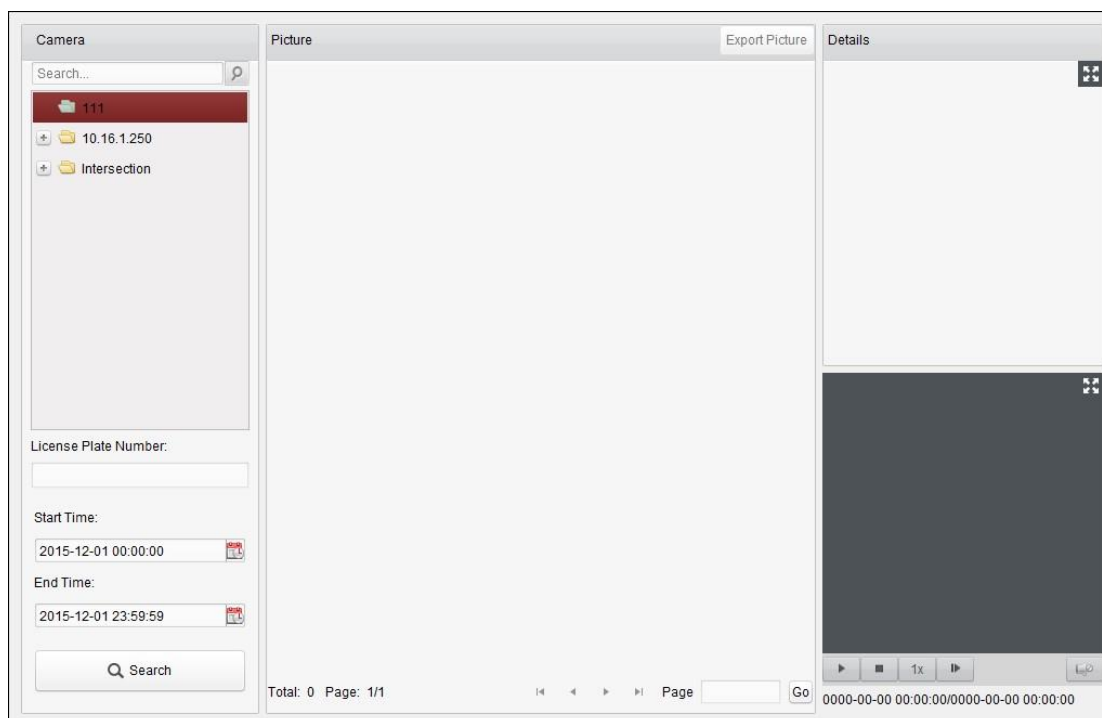 Camera
Search...
111
10.16.1.250
Intersection
License Plate Number:
Start Time:
2015-12-01 00:00:00
End Time:
2015-12-01 23:59:59
Search
Picture
Export Picture
Total: 0 Page: 1/1
Page
Go
Details
1x
0000-00-00 00:00:00/0000-00-00 00:00:00